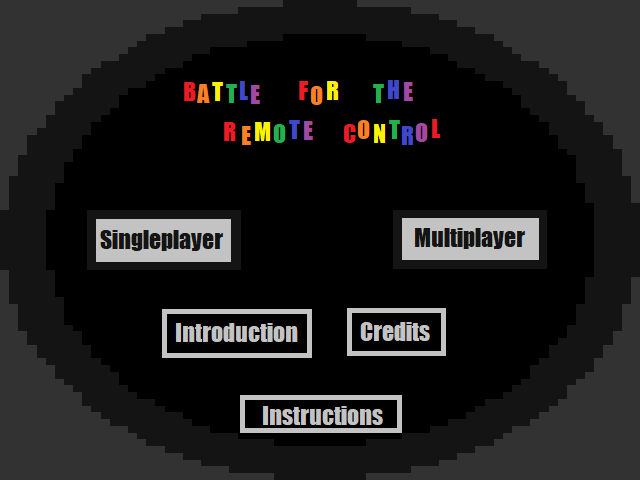 BATTLE FOR THE
REMOTE CONTROL
Singleplayer
Multiplayer
Introduction
Credits
Instructions